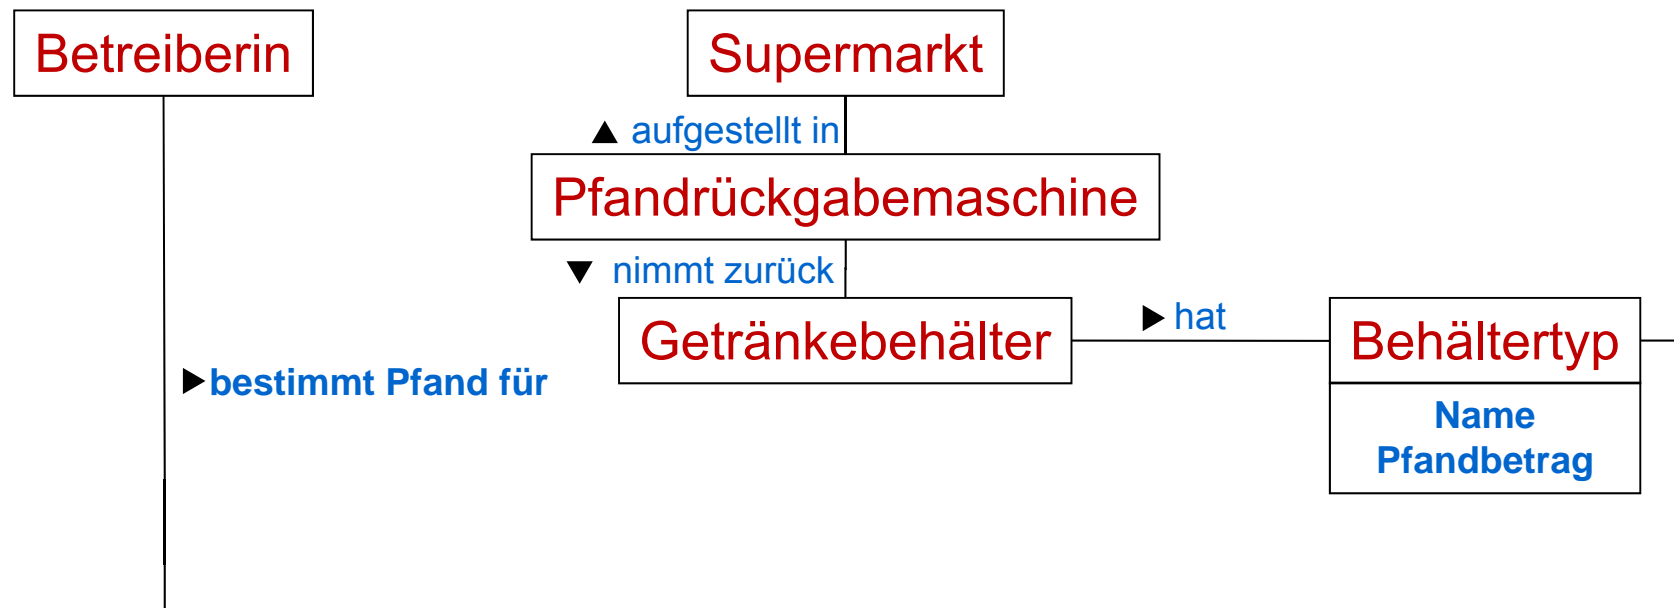 Betreiberin
Supermarkt
▲ aufgestellt in
Pfandrückgabemaschine
▼ nimmt zurück
Getränkebehälter
► hat
Behältertyp
►bestimmt Pfand für
Name
Pfandbetrag